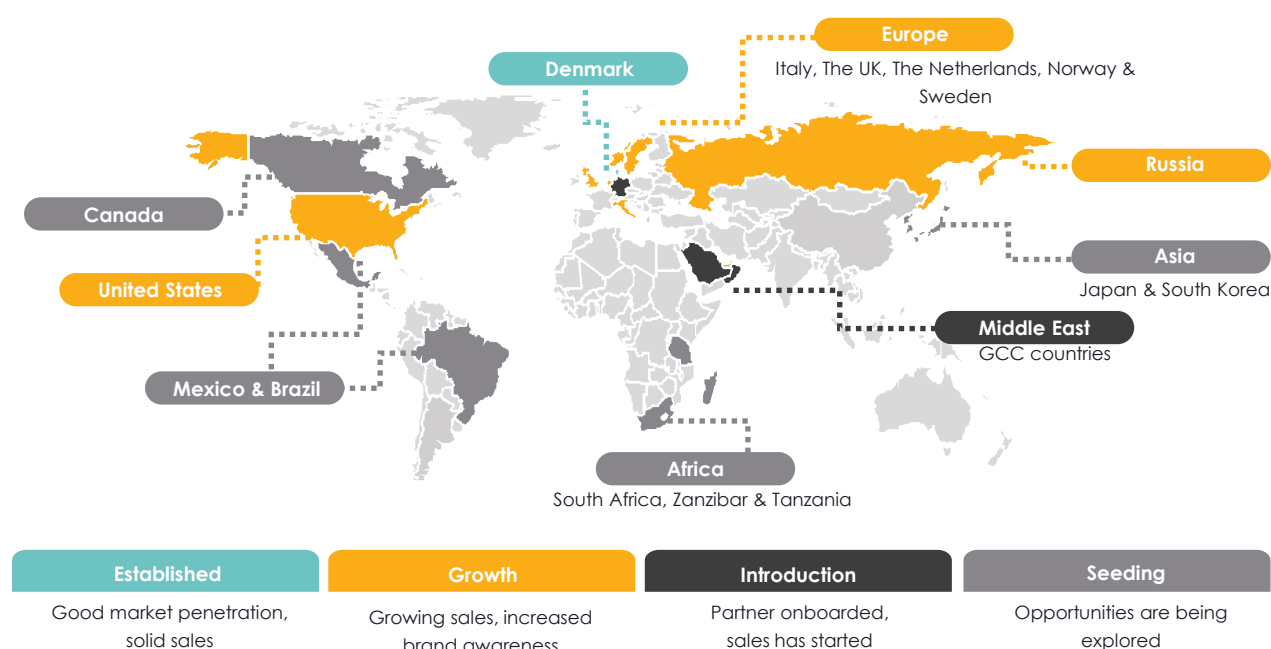 Europe
Italy, The UK, The Netherlands, Norway &
Sweden
Denmark
Russia
Canada
Asia
Japan & South Korea
United States
Middle East
GCC countries
Mexico & Brazil
Africa
South Africa, Zanzibar & Tanzania
Established
Good market penetration,
solid sales
Growth
Growing sales, increased
brand awareness
Introduction
Partner onboarded,
sales has started
Seeding
Opportunities are being
explored